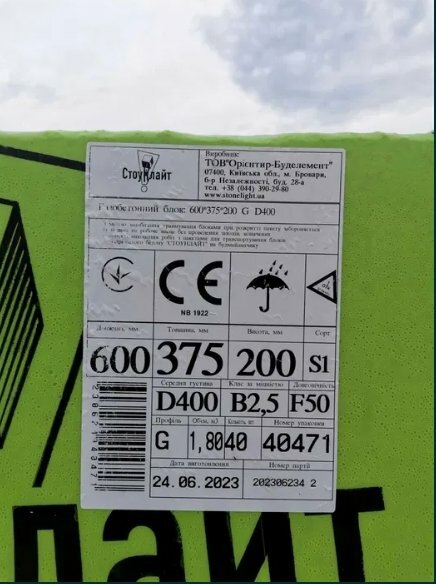 СтоунЛайт
Виробник:
ТОВ"Орієнтир-Буделемент"
07400, Київська обл., м. Бровари,
б-р Незалежності, буд. 28-а
тел. +38 (044) 390-29-80
www.stonelight.ua
Газобетонний блок 600*375*200 G D400
CE
NB 1922
Довжина, мм Товщина, мм Висота, мм Сорт
600 375 200 S1
Середня густина Клас за міцністю Довговічність
D400 B2,5 F50
Профіль Об'єм, м3 Кількість, шт Номер упаковки
G 1,80 40 40471
Дата виготовлення Номер партії
24.06.2023 202306234 2
лайт